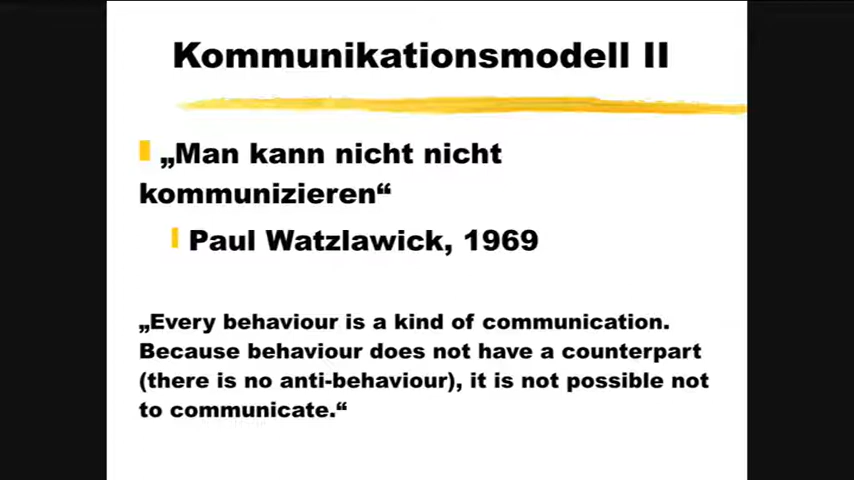 Kommunikationsmodell II
„Man kann nicht nicht
kommunizieren“
Paul Watzlawick, 1969
„Every behaviour is a kind of communication.
Because behaviour does not have a counterpart
(there is no anti-behaviour), it is not possible not
to communicate.“